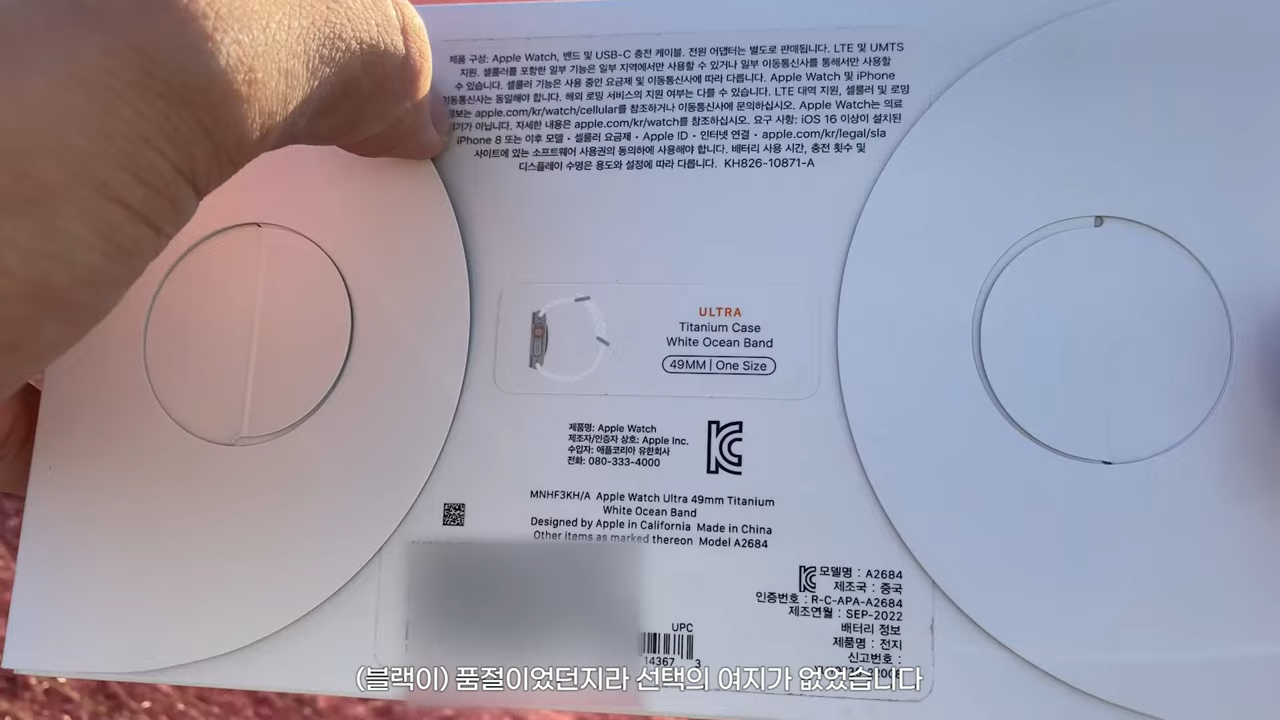 제품 구성: Apple Watch, 밴드 및 USB-C 충전 케이블. 전원 어댑터는 별도로 판매됩니다. LTE 및 UMTS
지원. 셀룰러를 포함한 일부 기능은 일부 지역에서만 사용할 수 있거나 일부 이동통신사를 통해서만 사용할
수 있습니다. 셀룰러 기능은 사용 중인 요금제 및 이동통신사에 따라 다릅니다. Apple Watch 및 iPhone
이동통신사는 동일해야 합니다. 해외 로밍 서비스의 지원 여부는 다를 수 있습니다. LTE 대역 지원, 셀룰러 및 로밍
정보는 apple.com/kr/watch/cellular를 참조하거나 이동통신사에 문의하십시오. Apple Watch는 의료
기기가 아닙니다. 자세한 내용은 apple.com/kr/watch를 참조하십시오. 요구 사항: iOS 16 이상이 설치된
iPhone 8 또는 이후 모델 • 셀룰러 요금제 • Apple ID • 인터넷 연결 • apple.com/kr/legal/sla
사이트에 있는 소프트웨어 사용권의 동의하에 사용해야 합니다. 배터리 사용 시간, 충전 횟수 및
디스플레이 수명은 용도와 설정에 따라 다릅니다. KH826-10871-A
ULTRA
Titanium Case
White Ocean Band
49MM | One Size
제품명: Apple Watch
제조자/인증자 상호: Apple Inc.
수입자: 애플코리아 유한회사
전화: 080-333-4000
MNHF3KH/A Apple Watch Ultra 49mm Titanium
White Ocean Band
Designed by Apple in California Made in China
Other items as marked thereon Model A2684
모델명 : A2684
제조국 : 중국
인증번호 : R-C-APA-A2684
제조연월 : SEP-2022
배터리 정보
제품명 : 전지
신고번호 :
UPC
14367 3
(블랙이) 품절이었던지라 선택의 여지가 없었습니다